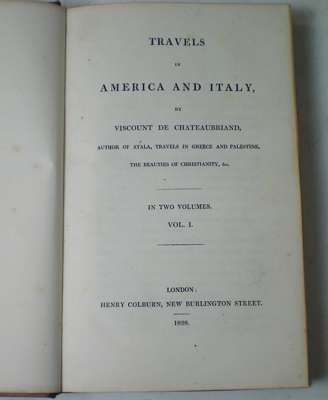 TRAVELS
IN
AMERICA AND ITALY,
BY
VISCOUNT DE CHATEAUBRIAND,
AUTHOR OF ATALA, TRAVELS IN GREECE AND PALESTINE,
THE BEAUTIES OF CHRISTIANITY, &c.
IN TWO VOLUMES.
VOL. I.
LONDON:
HENRY COLBURN, NEW BURLINGTON STREET.
1828.